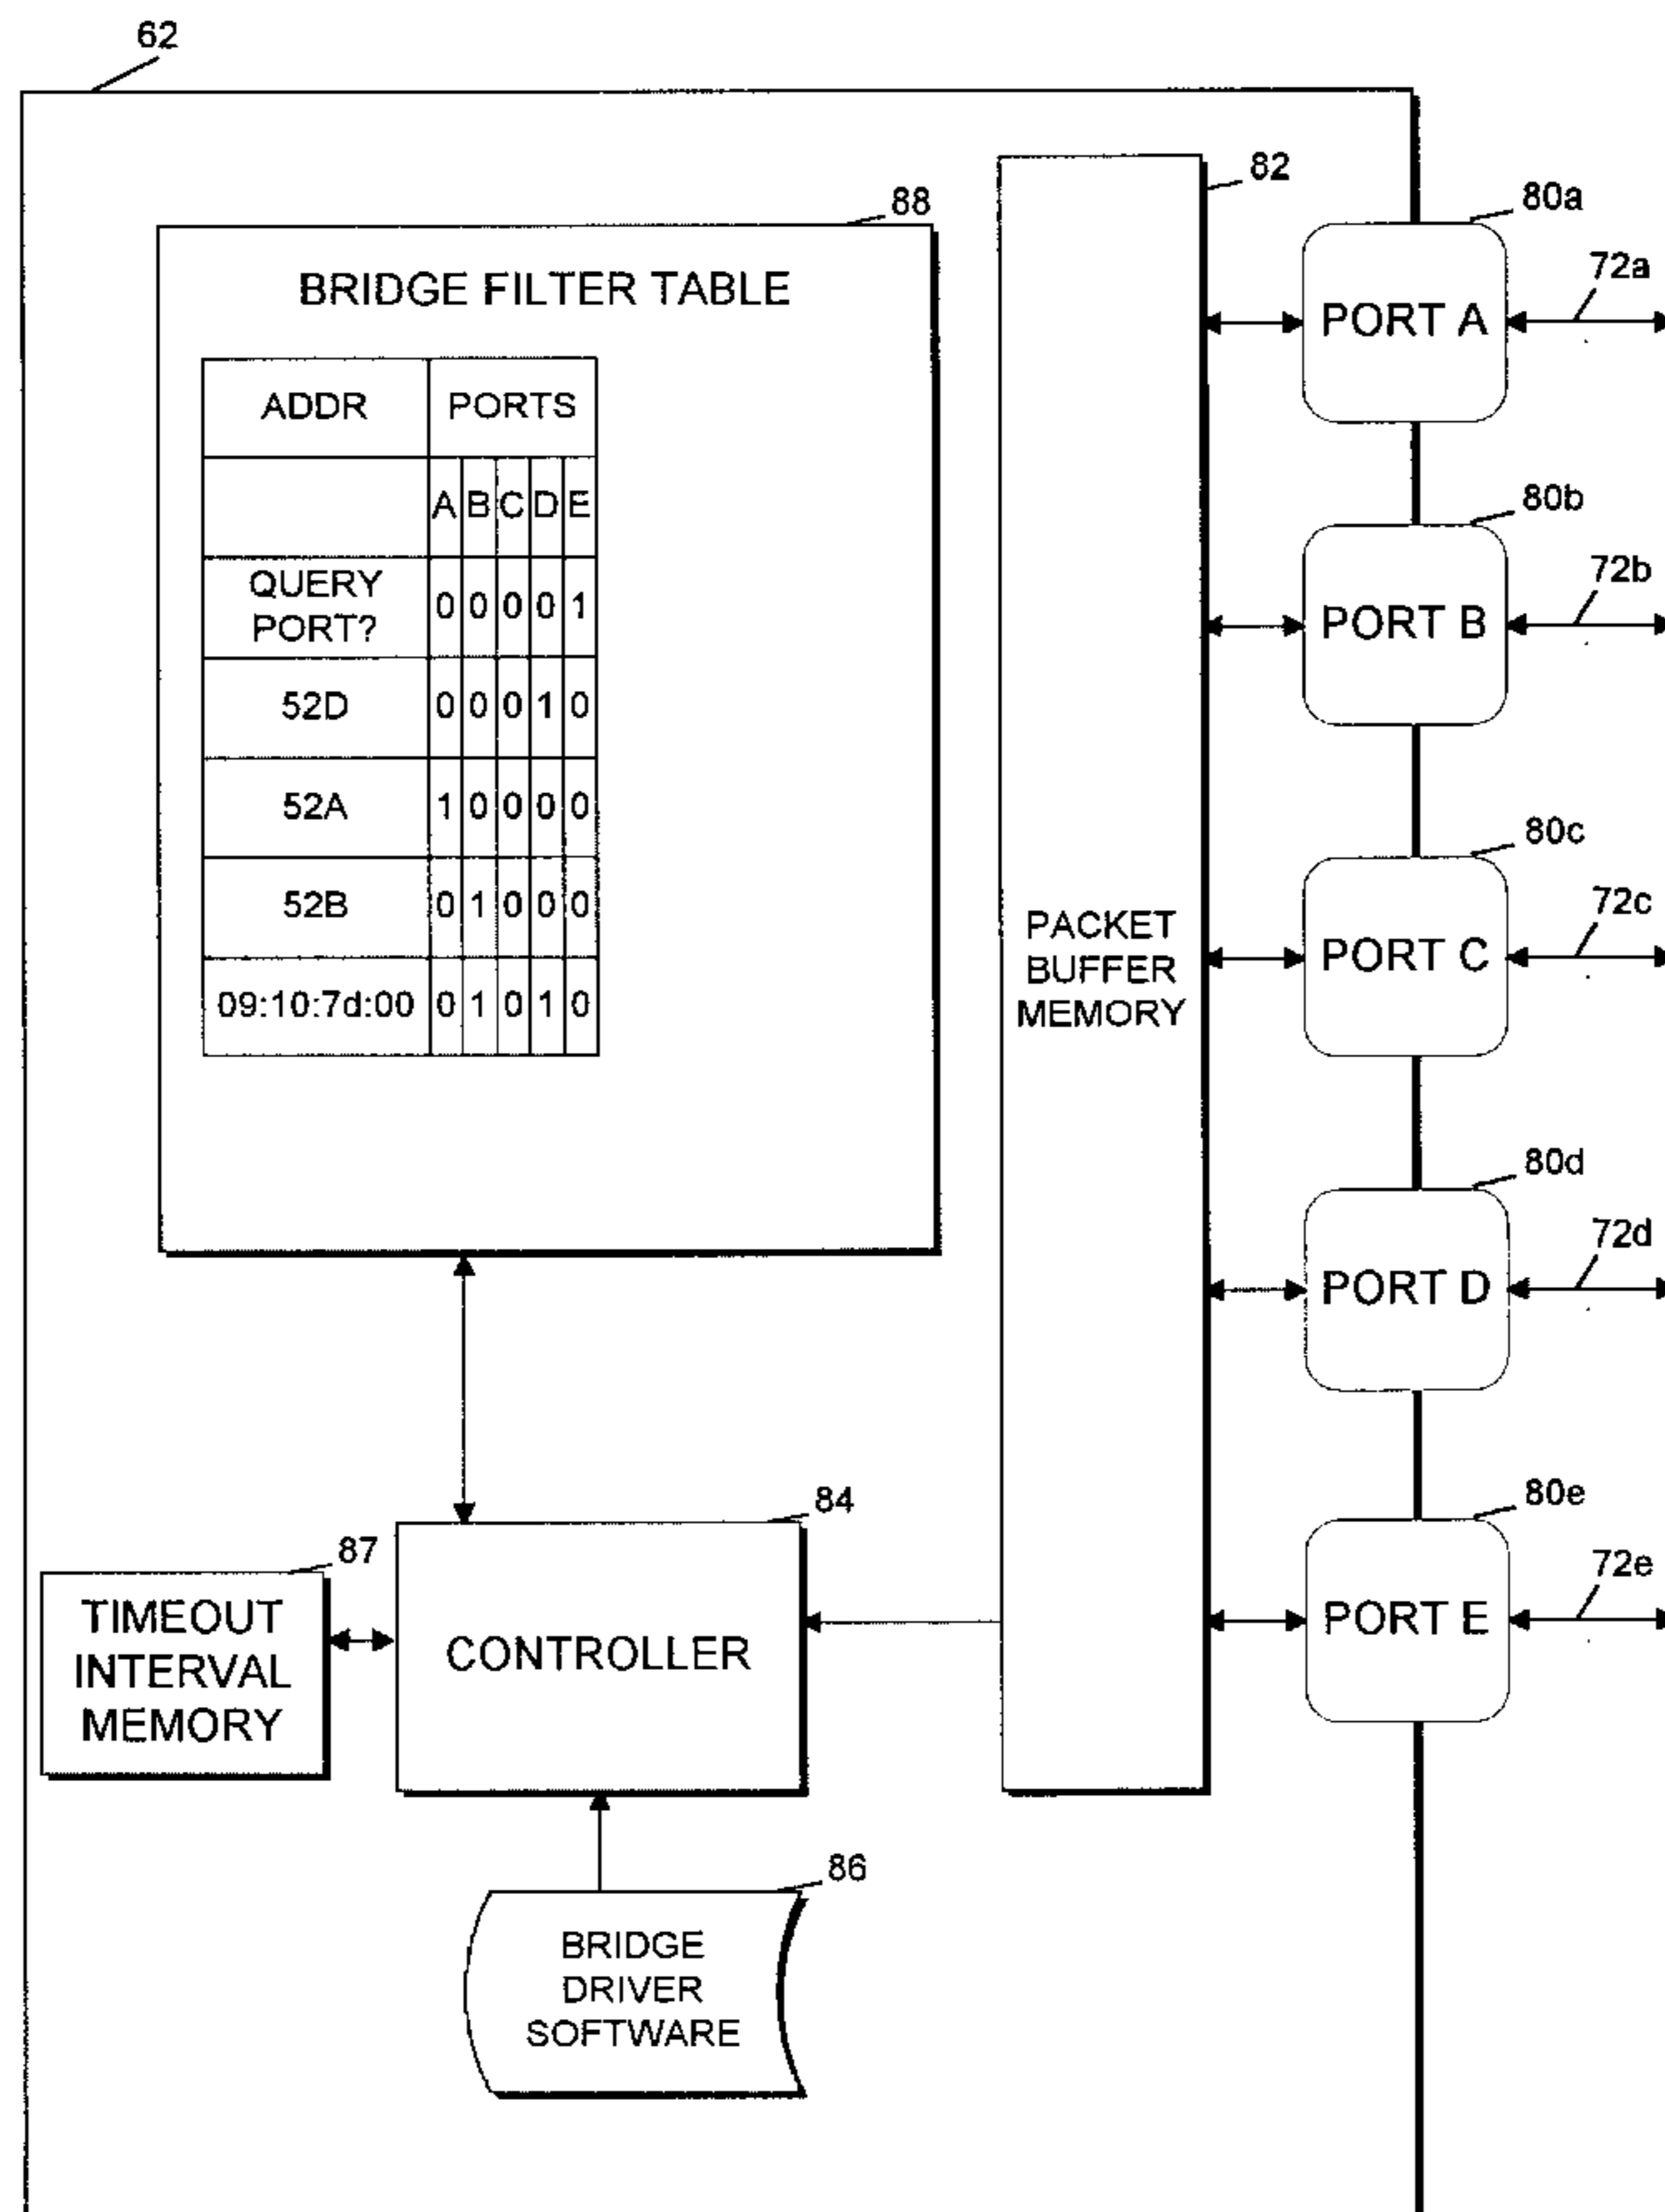 62
88
82
80a
72a
BRIDGE FILTER TABLE
PORT A
ADDR PORTS
A B C D E
80b
72b
QUERY
PORT?
0 0 0 0 1
PORT B
52D 0 0 0 1 0
52A 1 0 0 0 0
80c
72c
52B 0 1 0 0 0
PACKET
BUFFER
MEMORY
PORT C
09:10:7d:00 0 1 0 1 0
80d
72d
PORT D
84
80e
72e
87
TIMEOUT
INTERVAL
MEMORY
CONTROLLER
PORT E
86
BRIDGE
DRIVER
SOFTWARE